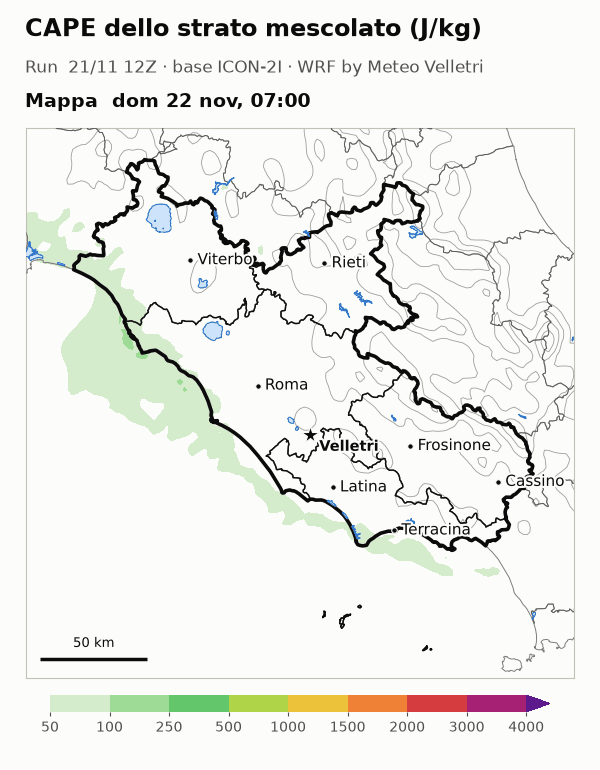 CAPE dello strato mescolato (J/kg)
Run 21/11 12Z · base ICON-2I · WRF by Meteo Velletri
Mappa dom 22 nov, 07:00
Viterbo
Rieti
Roma
Velletri
Frosinone
Latina
Cassino
Terracina
50 km
50 100 250 500 1000 1500 2000 3000 4000